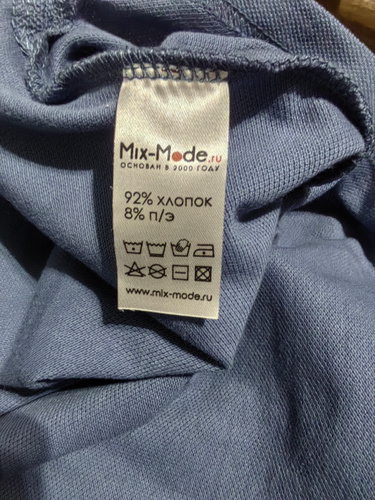 Mix-Mode.ru
ОСНОВАН В 2000 ГОДУ
92% ХЛОПОК
8% П/Э
www.mix-mode.ru